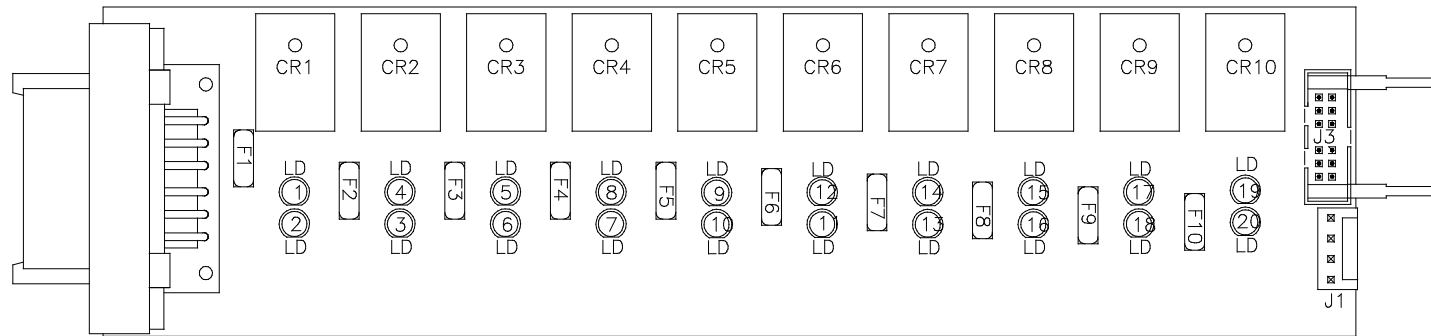 CR1 CR2 CR3 CR4 CR5 CR6 CR7 CR8 CR9 CR10
J3
F1
LD LD LD LD LD LD LD LD LD LD
1 4 5 8 9 12 14 15 17 19
F2 F3 F4 F5 F6 F7 F8 F9 F10
2 3 6 7 10 11 13 16 18 20
LD LD LD LD LD LD LD LD LD LD
J1